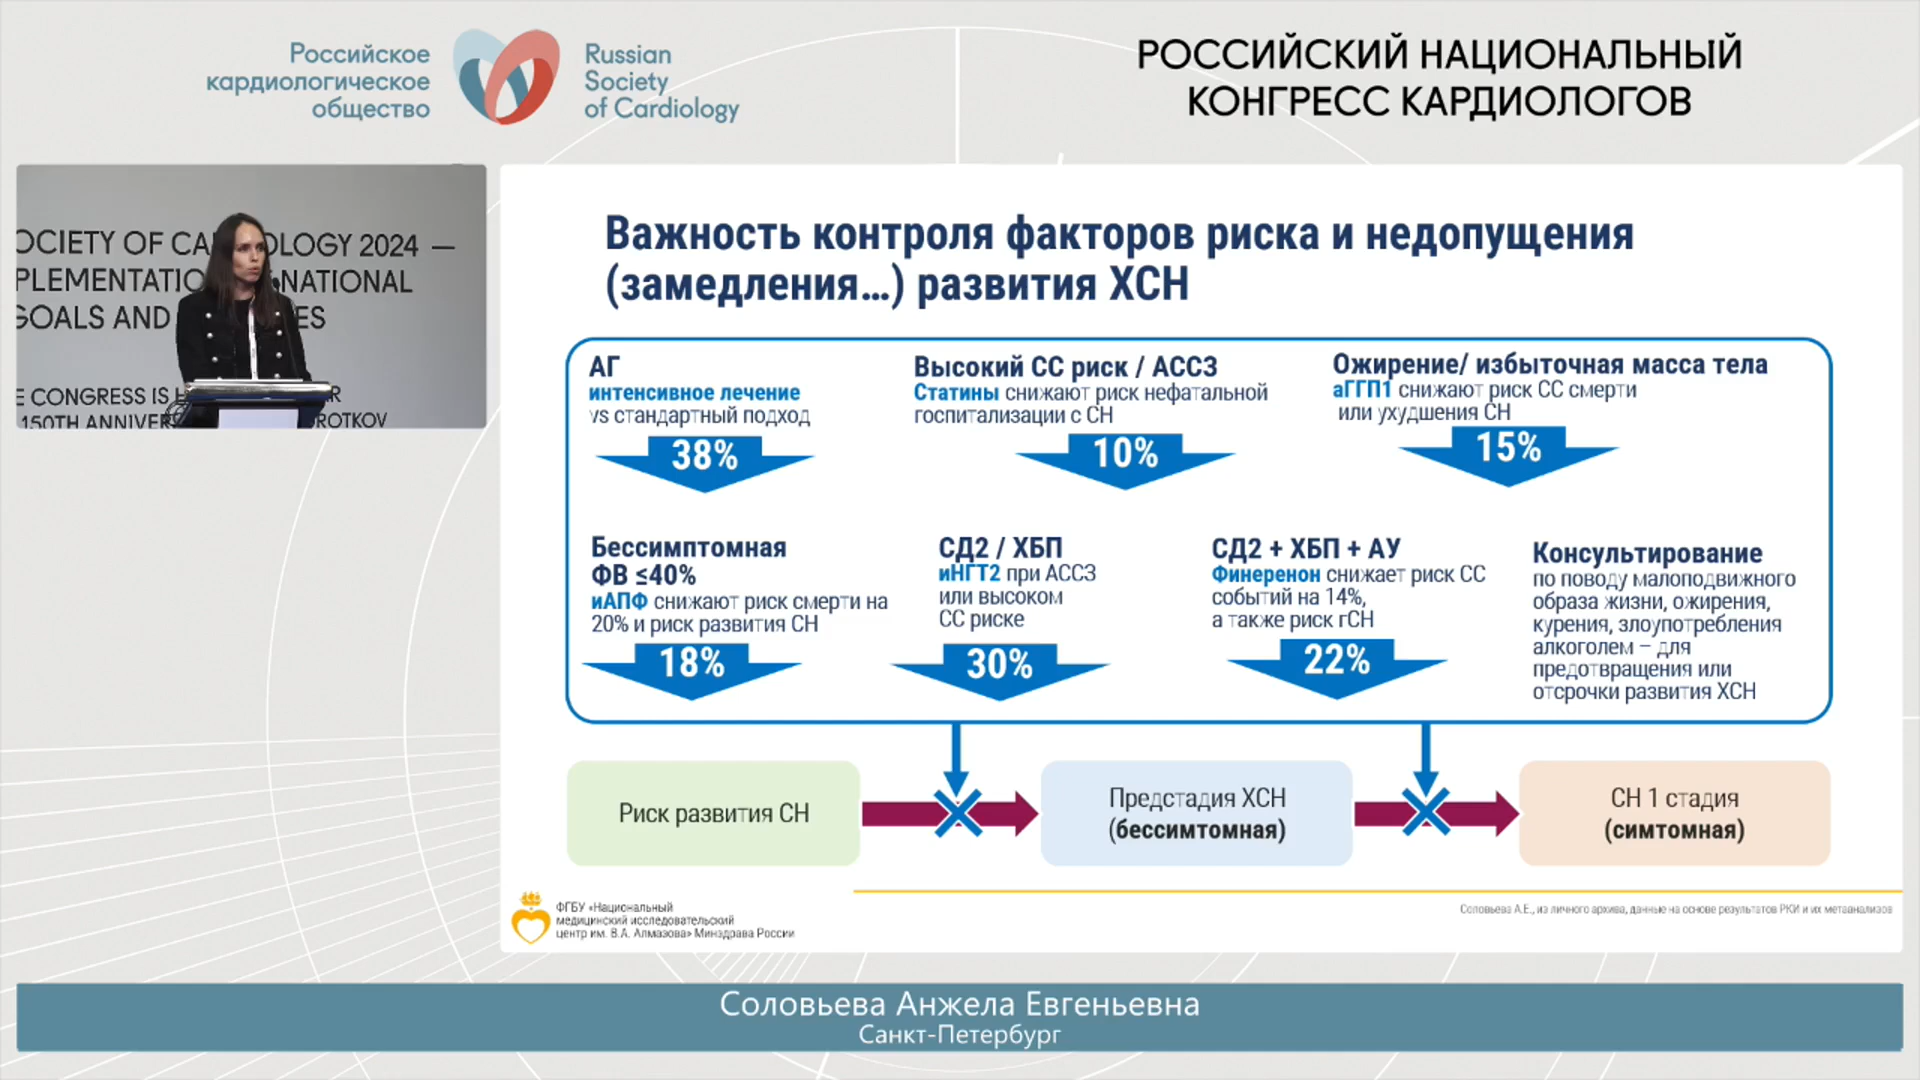 Российское
кардиологическое
общество
Russian
Society
of Cardiology
РОССИЙСКИЙ НАЦИОНАЛЬНЫЙ
КОНГРЕСС КАРДИОЛОГОВ
OCIETY OF CA OLOGY 2024 —
PLEMENTATIO NATIONAL
GOALS AND ES
E CONGRESS IS R
150TH ANNIVER ROTKOV
Важность контроля факторов риска и недопущения
(замедления...) развития ХСН
АГ
интенсивное лечение
vs стандартный подход
38%
Высокий СС риск / АССЗ
Статины снижают риск нефатальной
госпитализации с СН
10%
Ожирение/ избыточная масса тела
аГГП1 снижают риск СС смерти
или ухудшения СН
15%
Бессимптомная
ФВ ≤40%
иАПФ снижают риск смерти на
20% и риск развития СН
18%
СД2 / ХБП
иНГТ2 при АССЗ
или высоком
СС риске
30%
СД2 + ХБП + АУ
Финеренон снижает риск СС
событий на 14%,
а также риск гСН
22%
Консультирование
по поводу малоподвижного
образа жизни, ожирения,
курения, злоупотребления
алкоголем – для
предотвращения или
отсрочки развития ХСН
Риск развития СН
Предстадия ХСН
(бессимтомная)
СН 1 стадия
(симтомная)
ФГБУ «Национальный
медицинский исследовательский
центр им. В.А. Алмазова» Минздрава России
Соловьева А.Е., из личного архива, данные на основе результатов РКИ и их метаанализов
Соловьева Анжела Евгеньевна
Санкт-Петербург